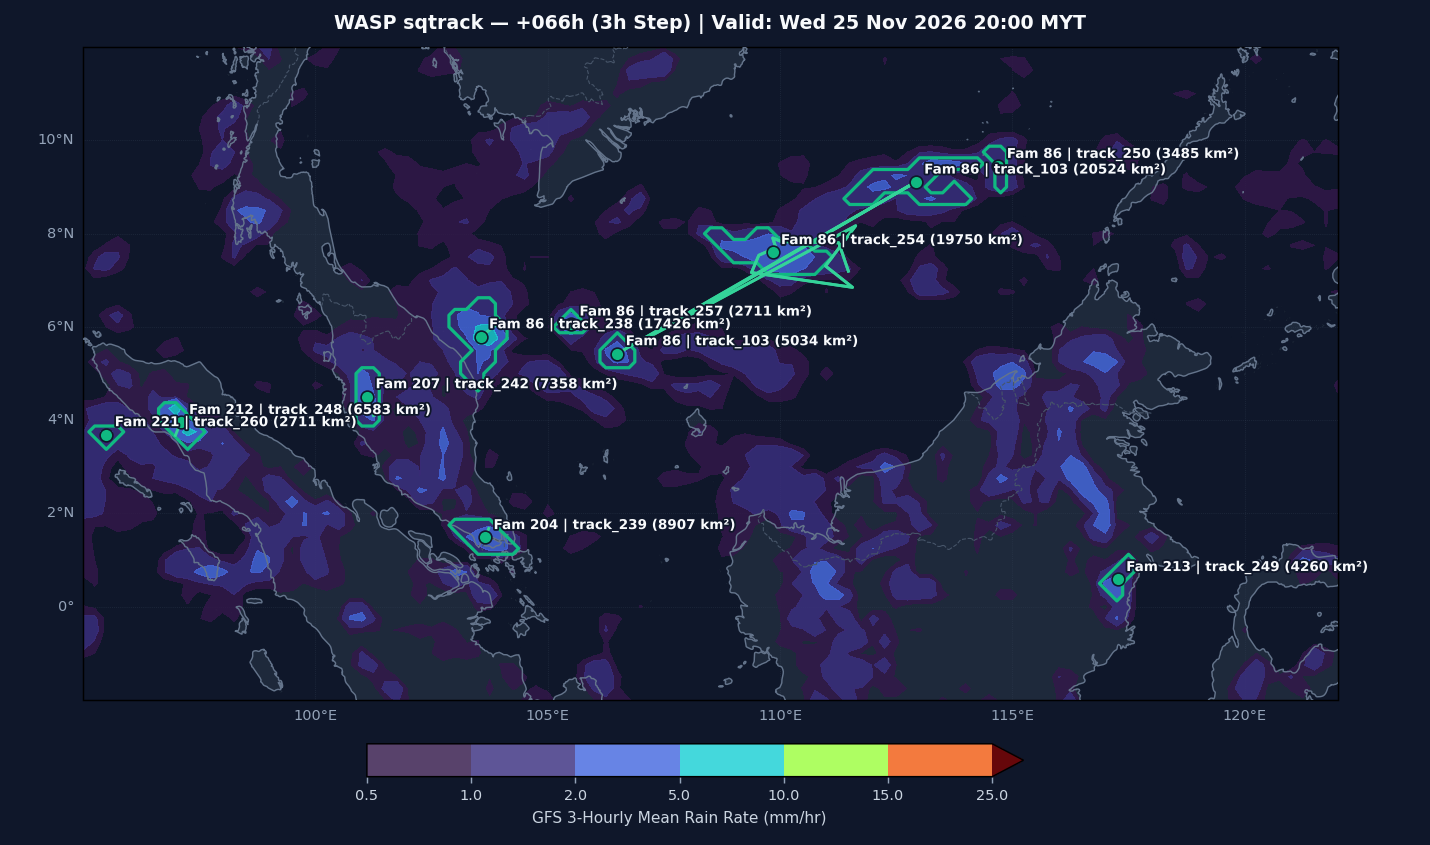 WASP sqtrack — +066h (3h Step) | Valid: Wed 25 Nov 2026 20:00 MYT
10°N
8°N
6°N
4°N
2°N
0°
Fam 86 | track_250 (3485 km²)
Fam 86 | track_103 (20524 km²)
Fam 86 | track_254 (19750 km²)
Fam 86 | track_257 (2711 km²)
Fam 86 | track_238 (17426 km²)
Fam 86 | track_103 (5034 km²)
Fam 207 | track_242 (7358 km²)
Fam 212 | track_248 (6583 km²)
Fam 221 | track_260 (2711 km²)
Fam 204 | track_239 (8907 km²)
Fam 213 | track_249 (4260 km²)
100°E 105°E 110°E 115°E 120°E
0.5 1.0 2.0 5.0 10.0 15.0 25.0
GFS 3-Hourly Mean Rain Rate (mm/hr)